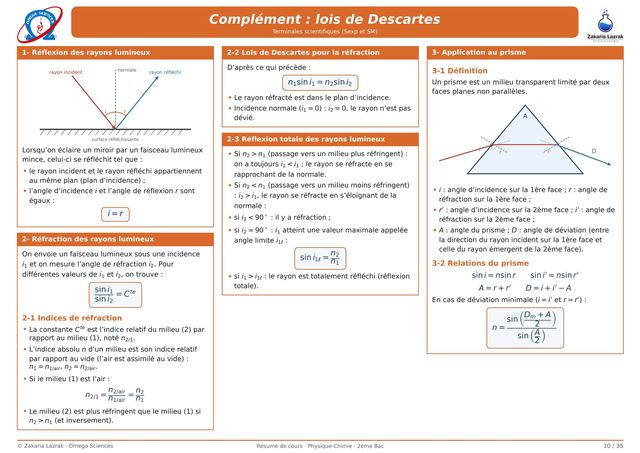 OMEGA SCIENCES
Complément : lois de Descartes
Terminales scientifiques (Sexp et SM)
Zakaria Lazrak
1- Réflexion des rayons lumineux
rayon incident
normale
rayon réfléchi
i
r
surface réfléchissante
Lorsqu'on éclaire un miroir par un faisceau lumineux
mince, celui-ci se réfléchit tel que :
• le rayon incident et le rayon réfléchi appartiennent
au même plan (plan d'incidence) ;
• l'angle d'incidence i et l'angle de réflexion r sont
égaux :
i = r
2- Réfraction des rayons lumineux
On envoie un faisceau lumineux sous une incidence
i₁ et on mesure l'angle de réfraction i₂. Pour
différentes valeurs de i₁ et i₂, on trouve :
sin i₁ / sin i₂ = Cᵗᵉ
2-1 Indices de réfraction
• La constante Cᵗᵉ est l'indice relatif du milieu (2) par
rapport au milieu (1), noté n₂/₁.
• L'indice absolu n d'un milieu est son indice relatif
par rapport au vide (l'air est assimilé au vide) :
n₁ = n₁/air, n₂ = n₂/air.
• Si le milieu (1) est l'air :
n₂/₁ = n₂/air / n₁/air = n₂ / n₁
• Le milieu (2) est plus réfringent que le milieu (1) si
n₂ > n₁ (et inversement).
2-2 Lois de Descartes pour la réfraction
D'après ce qui précède :
n₁ sin i₁ = n₂ sin i₂
• Le rayon réfracté est dans le plan d'incidence.
• Incidence normale (i₁ = 0) : i₂ = 0, le rayon n'est pas
dévié.
2-3 Réflexion totale des rayons lumineux
• Si n₂ > n₁ (passage vers un milieu plus réfringent) :
on a toujours i₂ < i₁ ; le rayon se réfracte en se
rapprochant de la normale.
• Si n₂ < n₁ (passage vers un milieu moins réfringent)
: i₂ > i₁, le rayon se réfracte en s'éloignant de la
normale :
• si i₂ < 90° : il y a réfraction ;
• si i₂ = 90° : i₁ atteint une valeur maximale appelée
angle limite i₁ℓ :
sin i₁ℓ = n₂ / n₁
• si i₁ > i₁ℓ : le rayon est totalement réfléchi (réflexion
totale).
3- Application au prisme
3-1 Définition
Un prisme est un milieu transparent limité par deux
faces planes non parallèles.
A
D
• i : angle d'incidence sur la 1ère face ; r : angle de
réfraction sur la 1ère face ;
• r' : angle d'incidence sur la 2ème face ; i' : angle de
réfraction sur la 2ème face ;
• A : angle du prisme ; D : angle de déviation (entre
la direction du rayon incident sur la 1ère face et
celle du rayon émergent de la 2ème face).
3-2 Relations du prisme
sin i = n sin r sin i' = n sin r'
A = r + r' D = i + i' − A
En cas de déviation minimale (i = i' et r = r') :
n = sin((Dₘ + A) / 2) / sin(A / 2)
© Zakaria Lazrak · Omega Sciences
Résumé de cours · Physique-Chimie · 2ème Bac
10 / 35